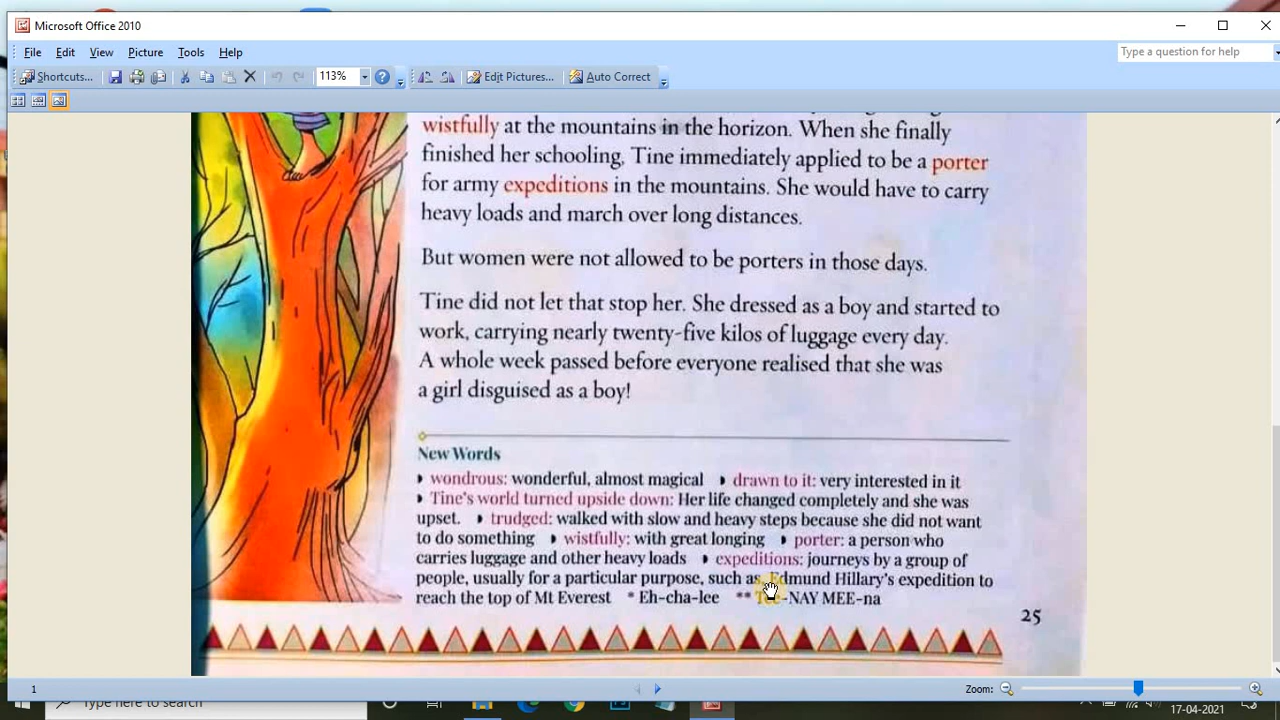 Microsoft Office 2010
File Edit View Picture Tools Help
Type a question for help
Shortcuts... 113% Edit Pictures... Auto Correct
wistfully at the mountains in the horizon. When she finally
finished her schooling, Tine immediately applied to be a porter
for army expeditions in the mountains. She would have to carry
heavy loads and march over long distances.
But women were not allowed to be porters in those days.
Tine did not let that stop her. She dressed as a boy and started to
work, carrying nearly twenty-five kilos of luggage every day.
A whole week passed before everyone realised that she was
a girl disguised as a boy!
New Words
wondrous: wonderful, almost magical drawn to it: very interested in it
Tine's world turned upside down: Her life changed completely and she was
upset. trudged: walked with slow and heavy steps because she did not want
to do something wistfully: with great longing porter: a person who
carries luggage and other heavy loads expeditions: journeys by a group of
people, usually for a particular purpose, such as, Edmund Hillary's expedition to
reach the top of Mt Everest * Eh-cha-lee ** Tee-NAY MEE-na
25
1 Zoom:
Type here to search
17-04-2021